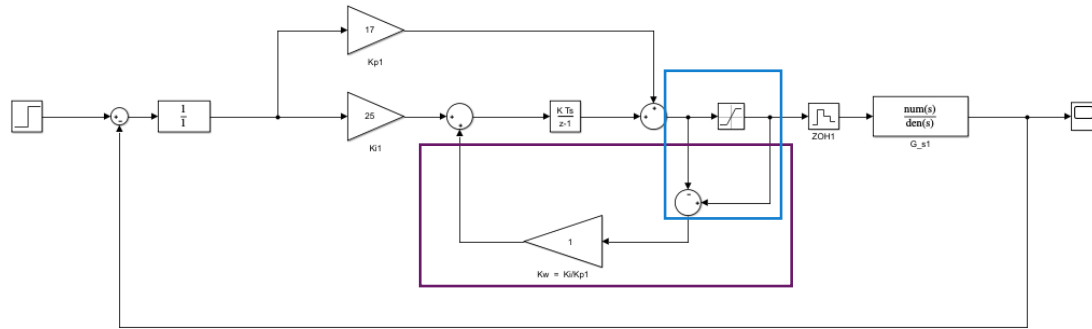 17
Kp1
1
1
25
Ki1
K Ts
z-1
ZOH1
num(s)
den(s)
G_s1
1
Kw = Ki/Kp1